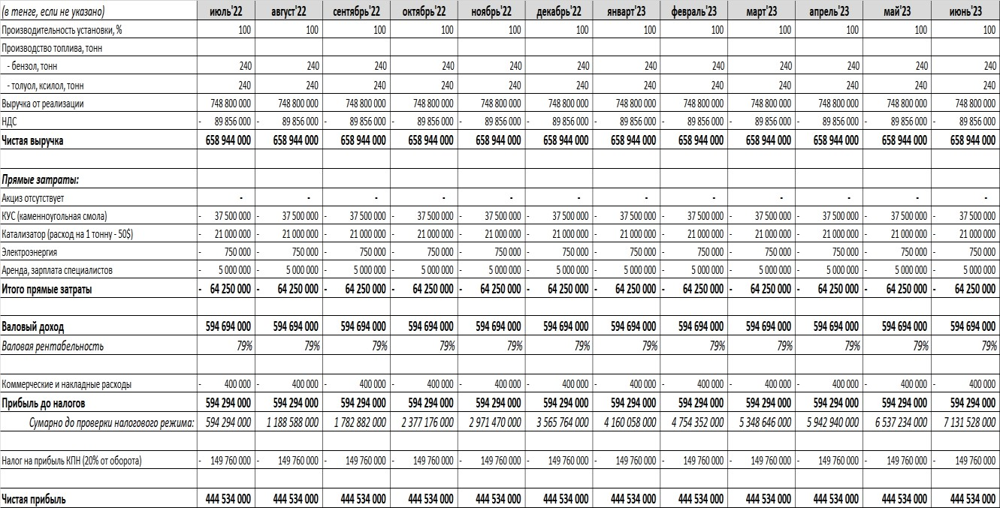 (в тенге, если не указано) июль'22 август'22 сентябрь'22 октябрь'22 ноябрь'22 декабрь'22 январт'23 февраль'23 март'23 апрель'23 май'23 июнь'23
Производительность установки, % 100 100 100 100 100 100 100 100 100 100 100 100
Производство топлива, тонн
- бензол, тонн 240 240 240 240 240 240 240 240 240 240 240 240
- толуол, ксилол, тонн 240 240 240 240 240 240 240 240 240 240 240 240
Выручка от реализации 748 800 000 748 800 000 748 800 000 748 800 000 748 800 000 748 800 000 748 800 000 748 800 000 748 800 000 748 800 000 748 800 000 748 800 000
НДС - 89 856 000 - 89 856 000 - 89 856 000 - 89 856 000 - 89 856 000 - 89 856 000 - 89 856 000 - 89 856 000 - 89 856 000 - 89 856 000 - 89 856 000 - 89 856 000
Чистая выручка 658 944 000 658 944 000 658 944 000 658 944 000 658 944 000 658 944 000 658 944 000 658 944 000 658 944 000 658 944 000 658 944 000 658 944 000
Прямые затраты:
Акциз отсутствует - - - - - - - - - - - -
КУС (каменноугольная смола) - 37 500 000 - 37 500 000 - 37 500 000 - 37 500 000 - 37 500 000 - 37 500 000 - 37 500 000 - 37 500 000 - 37 500 000 - 37 500 000 - 37 500 000 - 37 500 000
Катализатор (расход на 1 тонну - 50$) - 21 000 000 - 21 000 000 - 21 000 000 - 21 000 000 - 21 000 000 - 21 000 000 - 21 000 000 - 21 000 000 - 21 000 000 - 21 000 000 - 21 000 000 - 21 000 000
Электроэнергия - 750 000 - 750 000 - 750 000 - 750 000 - 750 000 - 750 000 - 750 000 - 750 000 - 750 000 - 750 000 - 750 000 - 750 000
Аренда, зарплата специалистов - 5 000 000 - 5 000 000 - 5 000 000 - 5 000 000 - 5 000 000 - 5 000 000 - 5 000 000 - 5 000 000 - 5 000 000 - 5 000 000 - 5 000 000 - 5 000 000
Итого прямые затраты - 64 250 000 - 64 250 000 - 64 250 000 - 64 250 000 - 64 250 000 - 64 250 000 - 64 250 000 - 64 250 000 - 64 250 000 - 64 250 000 - 64 250 000 - 64 250 000
Валовый доход 594 694 000 594 694 000 594 694 000 594 694 000 594 694 000 594 694 000 594 694 000 594 694 000 594 694 000 594 694 000 594 694 000 594 694 000
Валовая рентабельность 79% 79% 79% 79% 79% 79% 79% 79% 79% 79% 79% 79%
Коммерческие и накладные расходы - 400 000 - 400 000 - 400 000 - 400 000 - 400 000 - 400 000 - 400 000 - 400 000 - 400 000 - 400 000 - 400 000 - 400 000
Прибыль до налогов 594 294 000 594 294 000 594 294 000 594 294 000 594 294 000 594 294 000 594 294 000 594 294 000 594 294 000 594 294 000 594 294 000 594 294 000
Сумарно до проверки налогового режима: 594 294 000 1 188 588 000 1 782 882 000 2 377 176 000 2 971 470 000 3 565 764 000 4 160 058 000 4 754 352 000 5 348 646 000 5 942 940 000 6 537 234 000 7 131 528 000
Налог на прибыль КПН (20% от оборота) - 149 760 000 - 149 760 000 - 149 760 000 - 149 760 000 - 149 760 000 - 149 760 000 - 149 760 000 - 149 760 000 - 149 760 000 - 149 760 000 - 149 760 000 - 149 760 000
Чистая прибыль 444 534 000 444 534 000 444 534 000 444 534 000 444 534 000 444 534 000 444 534 000 444 534 000 444 534 000 444 534 000 444 534 000 444 534 000